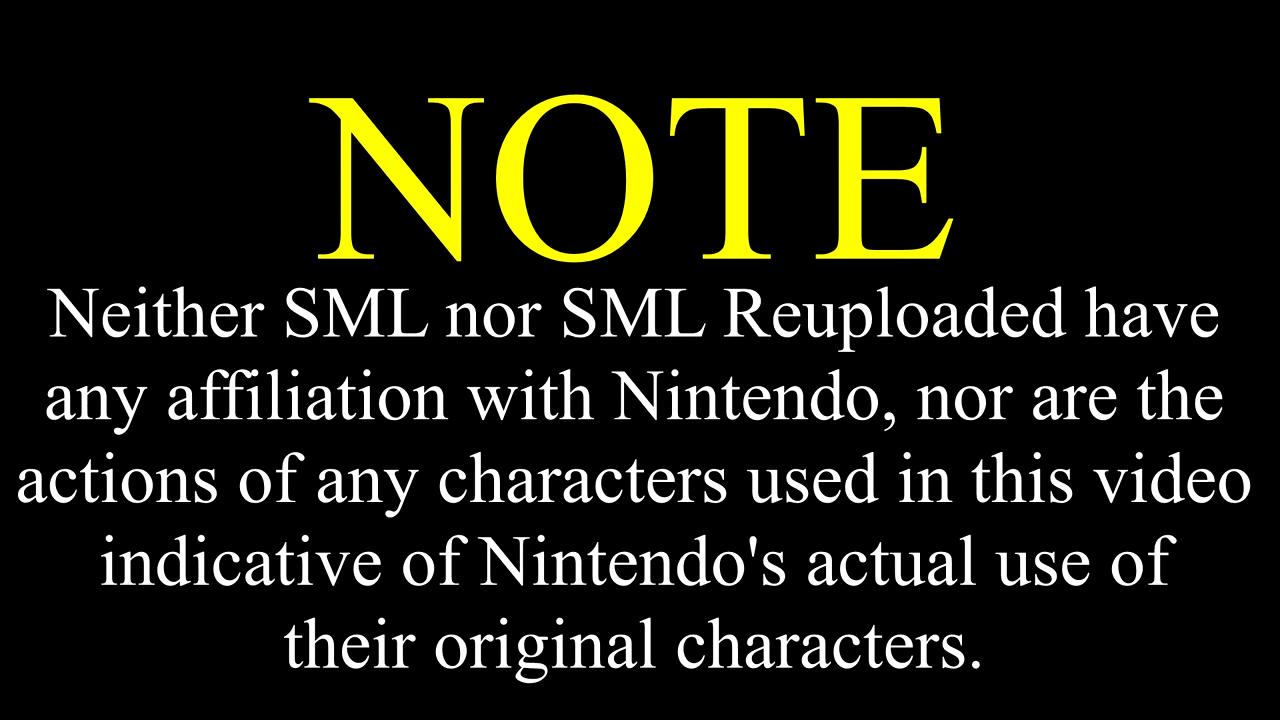 NOTE
Neither SML nor SML Reuploaded have
any affiliation with Nintendo, nor are the
actions of any characters used in this video
indicative of Nintendo's actual use of
their original characters.